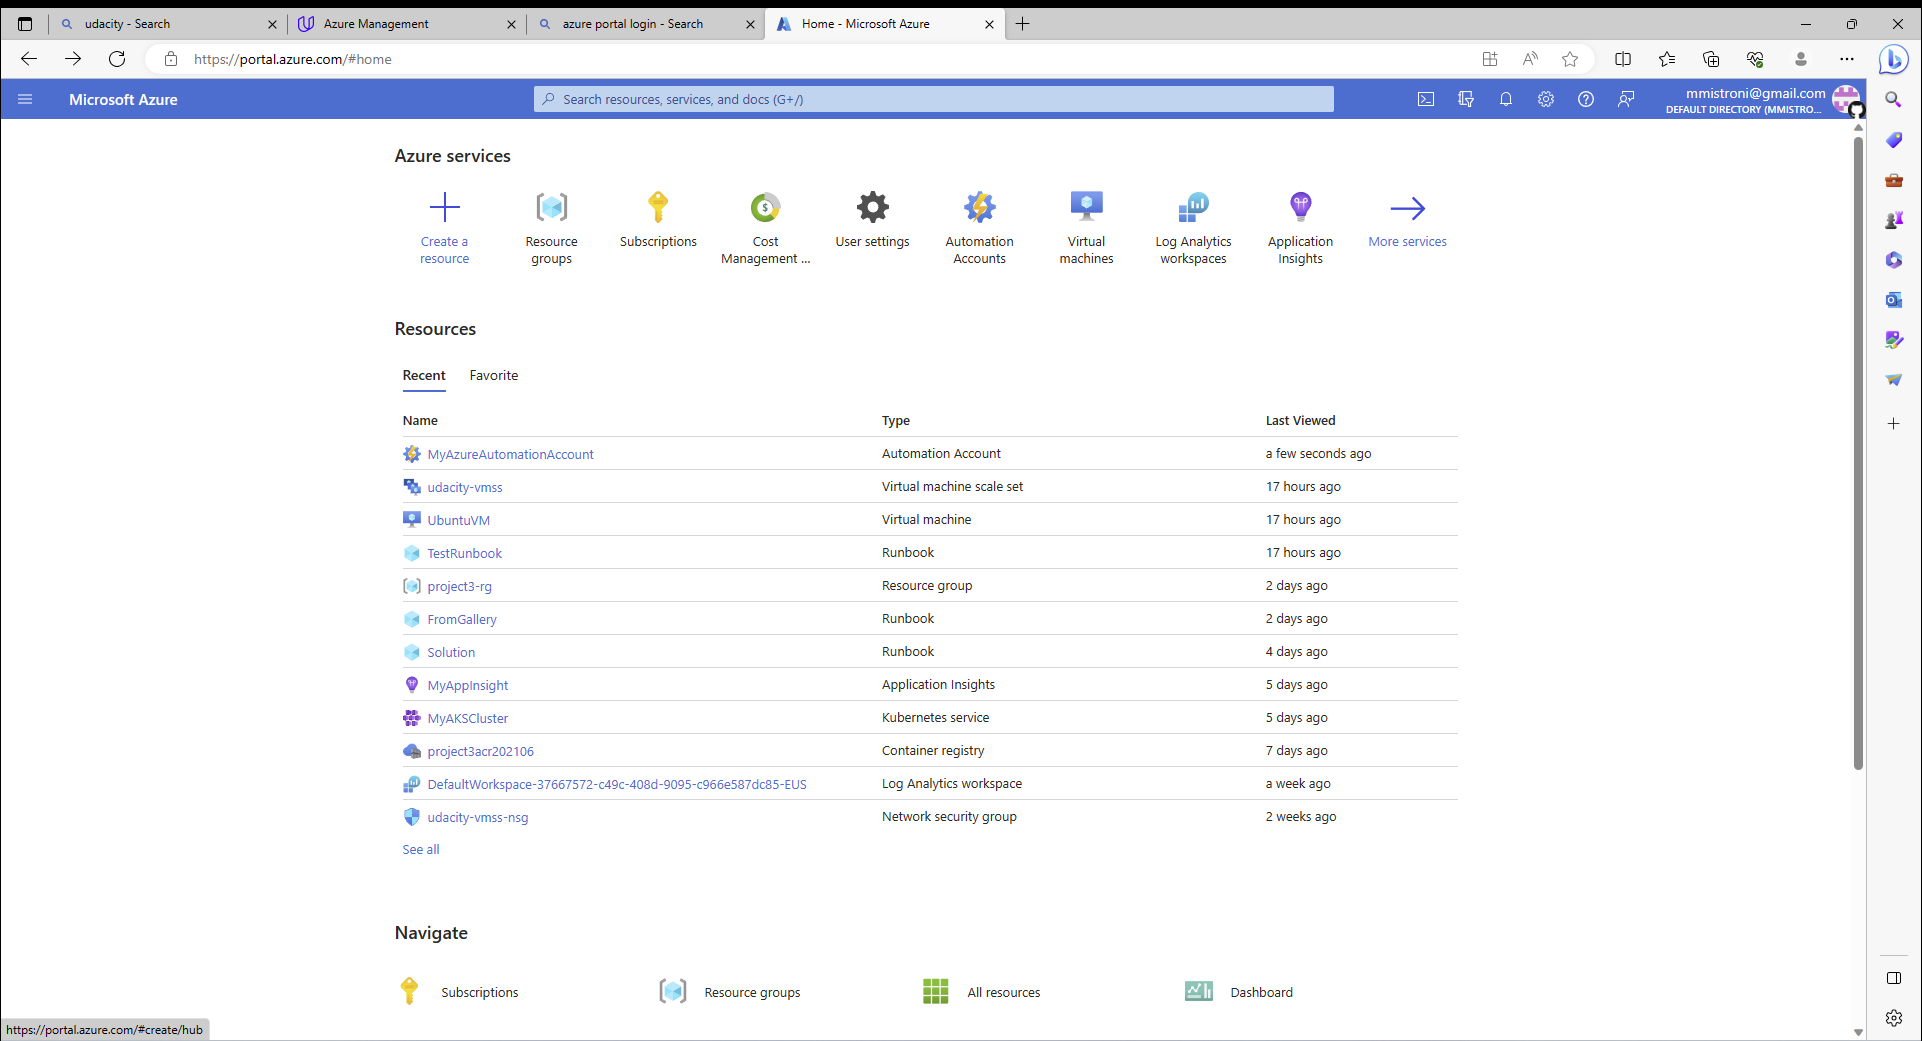 udacity - Search
Azure Management
azure portal login - Search
Home - Microsoft Azure
https://portal.azure.com/#home
Microsoft Azure
Search resources, services, and docs (G+/)
mmistroni@gmail.com
DEFAULT DIRECTORY (MMISTRO...
Azure services
Create a resource
Resource groups
Subscriptions
Cost Management ...
User settings
Automation Accounts
Virtual machines
Log Analytics workspaces
Application Insights
More services
Resources
Recent Favorite
Name Type Last Viewed
MyAzureAutomationAccount Automation Account a few seconds ago
udacity-vmss Virtual machine scale set 17 hours ago
UbuntuVM Virtual machine 17 hours ago
TestRunbook Runbook 17 hours ago
project3-rg Resource group 2 days ago
FromGallery Runbook 2 days ago
Solution Runbook 4 days ago
MyAppInsight Application Insights 5 days ago
MyAKSCluster Kubernetes service 5 days ago
project3acr202106 Container registry 7 days ago
DefaultWorkspace-37667572-c49c-408d-9095-c966e587dc85-EUS Log Analytics workspace a week ago
udacity-vmss-nsg Network security group 2 weeks ago
See all
Navigate
Subscriptions Resource groups All resources Dashboard
https://portal.azure.com/#create/hub